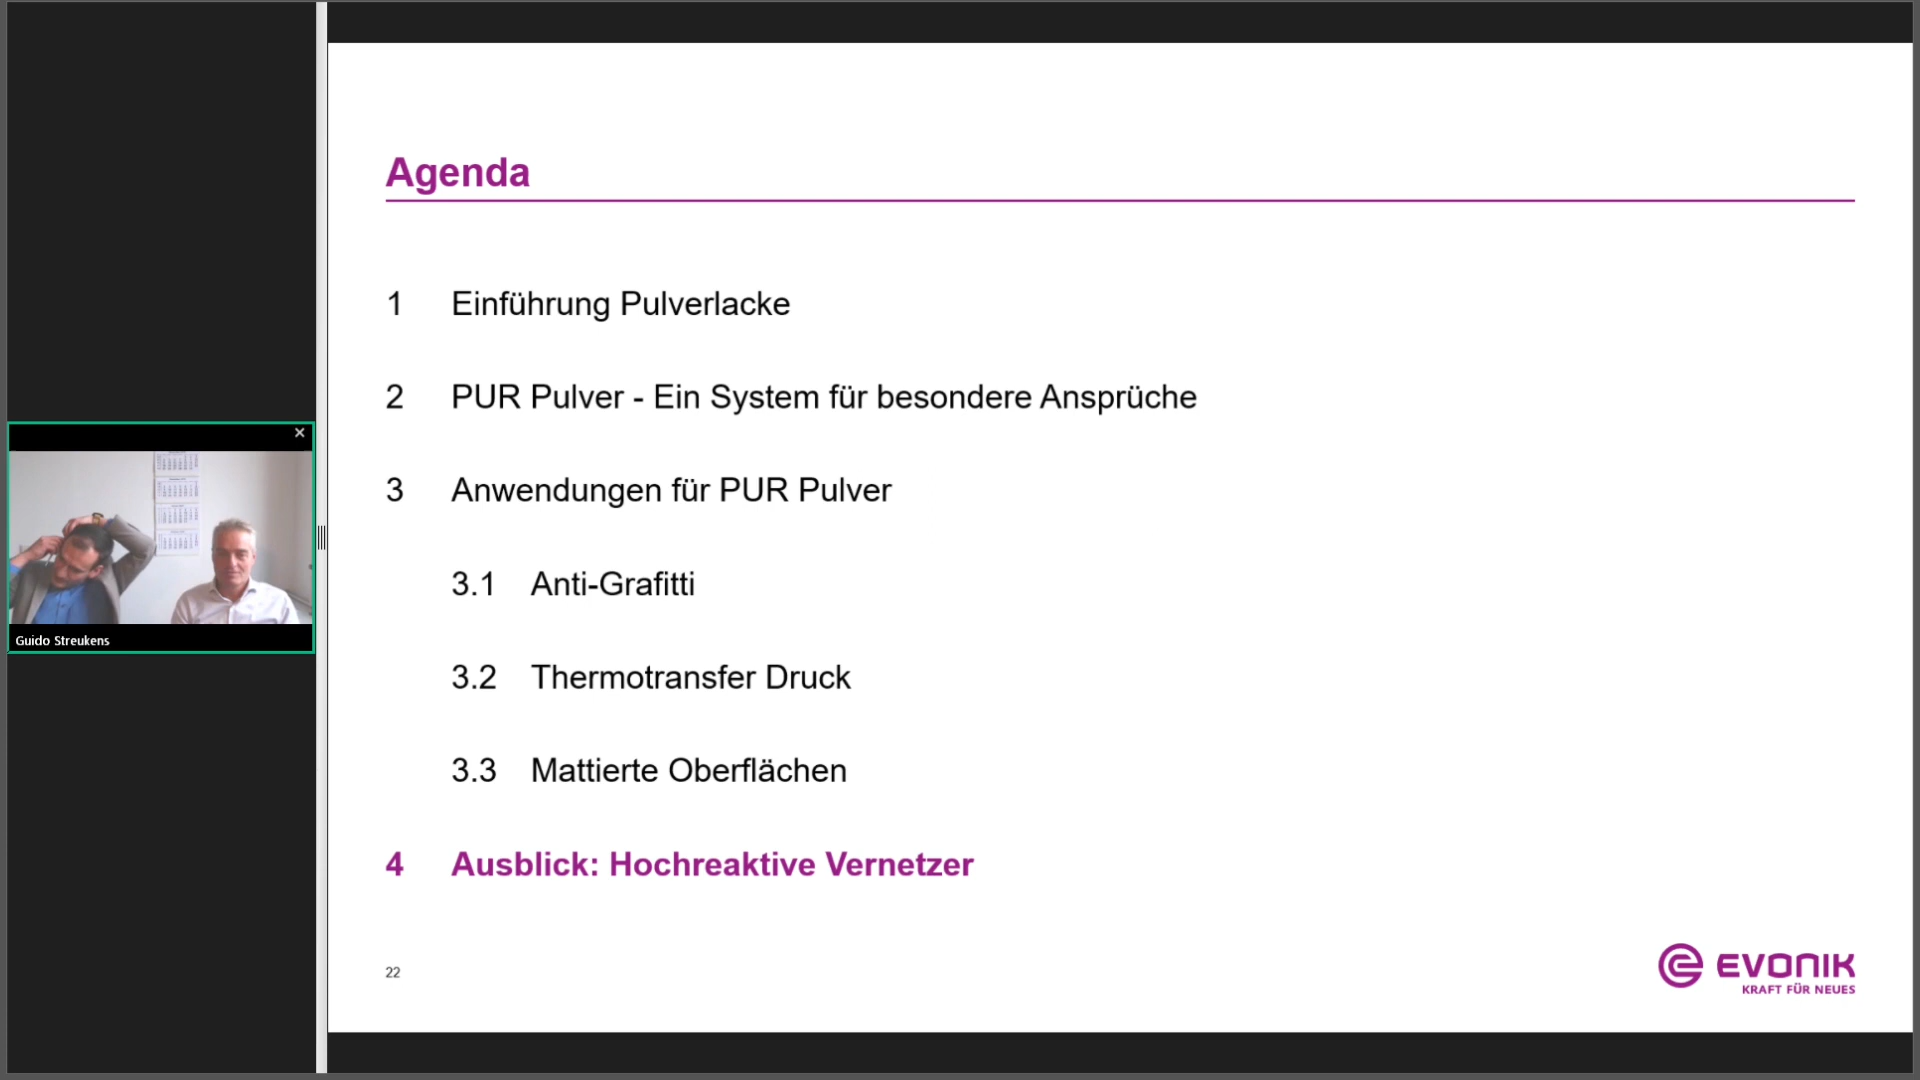 Agenda
1 Einführung Pulverlacke
2 PUR Pulver - Ein System für besondere Ansprüche
3 Anwendungen für PUR Pulver
3.1 Anti-Grafitti
3.2 Thermotransfer Druck
3.3 Mattierte Oberflächen
4 Ausblick: Hochreaktive Vernetzer
22
EVONIK
KRAFT FÜR NEUES
Guido Streukens